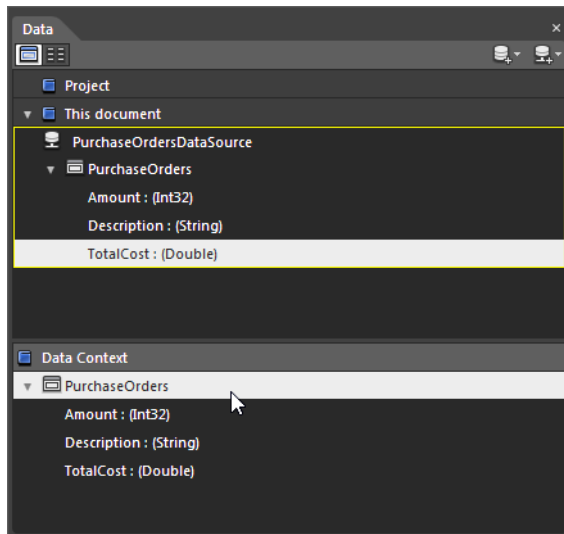 Data
Project
This document
PurchaseOrdersDataSource
PurchaseOrders
Amount : (Int32)
Description : (String)
TotalCost : (Double)
Data Context
PurchaseOrders
Amount : (Int32)
Description : (String)
TotalCost : (Double)